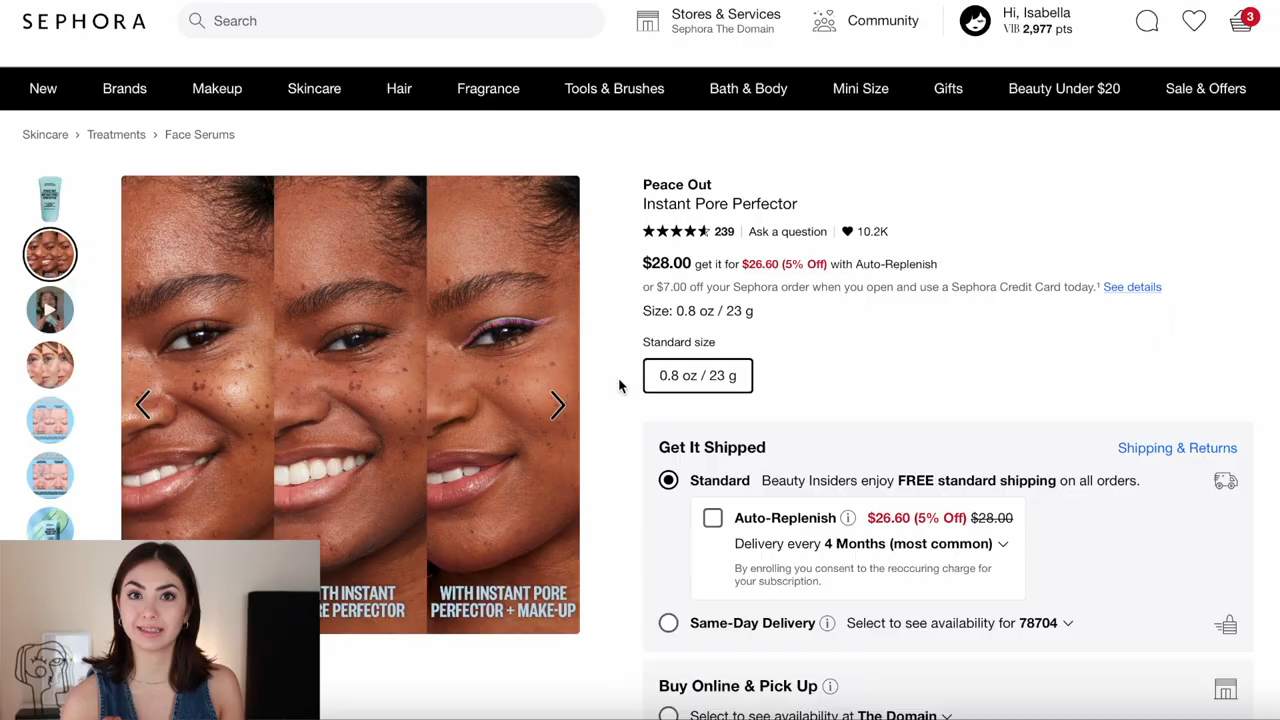 SEPHORA
Search
Stores & Services
Sephora The Domain
Community
Hi, Isabella
VIB 2,977 pts
3
New
Brands
Makeup
Skincare
Hair
Fragrance
Tools & Brushes
Bath & Body
Mini Size
Gifts
Beauty Under $20
Sale & Offers
Skincare > Treatments > Face Serums
Peace Out
Instant Pore Perfector
239 | Ask a question | 10.2K
$28.00 get it for $26.60 (5% Off) with Auto-Replenish
or $7.00 off your Sephora order when you open and use a Sephora Credit Card today.¹ See details
Size: 0.8 oz / 23 g
Standard size
0.8 oz / 23 g
WITH INSTANT PORE
PERFECTOR + MAKE-UP
TH INSTANT
RE PERFECTOR
Get It Shipped
Shipping & Returns
Standard Beauty Insiders enjoy FREE standard shipping on all orders.
Auto-Replenish $26.60 (5% Off) $28.00
Delivery every 4 Months (most common)
By enrolling you consent to the reoccuring charge for
your subscription.
Same-Day Delivery Select to see availability for 78704
Buy Online & Pick Up
Select to see availability at The Domain